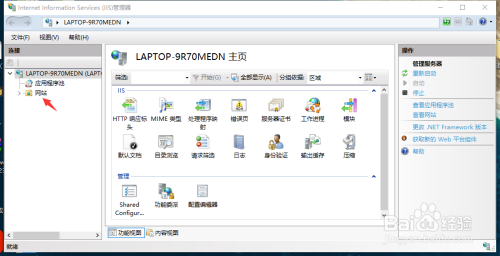 Internet Information Services (IIS)管理器
LAPTOP-9R70MEDN
文件(F) 视图(V) 帮助(H)
连接
LAPTOP-9R70MEDN (LAPTO
应用程序池
网站
LAPTOP-9R70MEDN 主页
筛选: 开始(G) 全部显示(A) 分组依据: 区域
IIS
HTTP 响应标头 MIME 类型 处理程序映射 错误页 服务器证书 工作进程 模块
默认文档 目录浏览 请求筛选 日志 身份验证 输出缓存 压缩
管理
Shared Configur... 功能委派 配置编辑器
功能视图 内容视图
操作
管理服务器
重新启动
启动
停止
查看应用程序池
查看网站
更改 .NET Framework 版本
获取新的 Web 平台组件
帮助
就绪
Baidu 经验